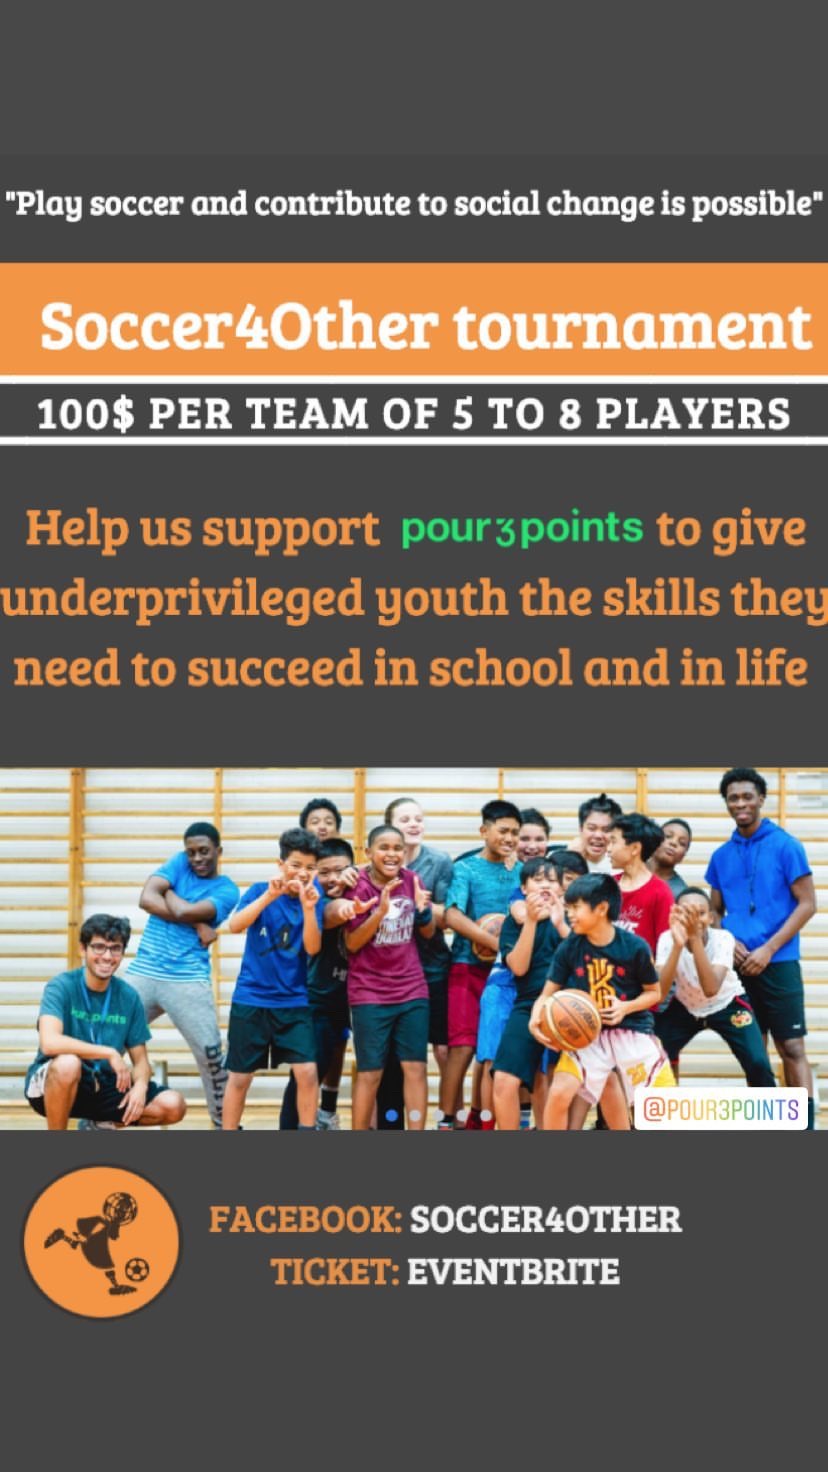 "Play soccer and contribute to social change is possible"
Soccer4Other tournament
100$ PER TEAM OF 5 TO 8 PLAYERS
Help us support pour3points to give
underprivileged youth the skills they
need to succeed in school and in life
pour3points
@POUR3POINTS
FACEBOOK: SOCCER4OTHER
TICKET: EVENTBRITE